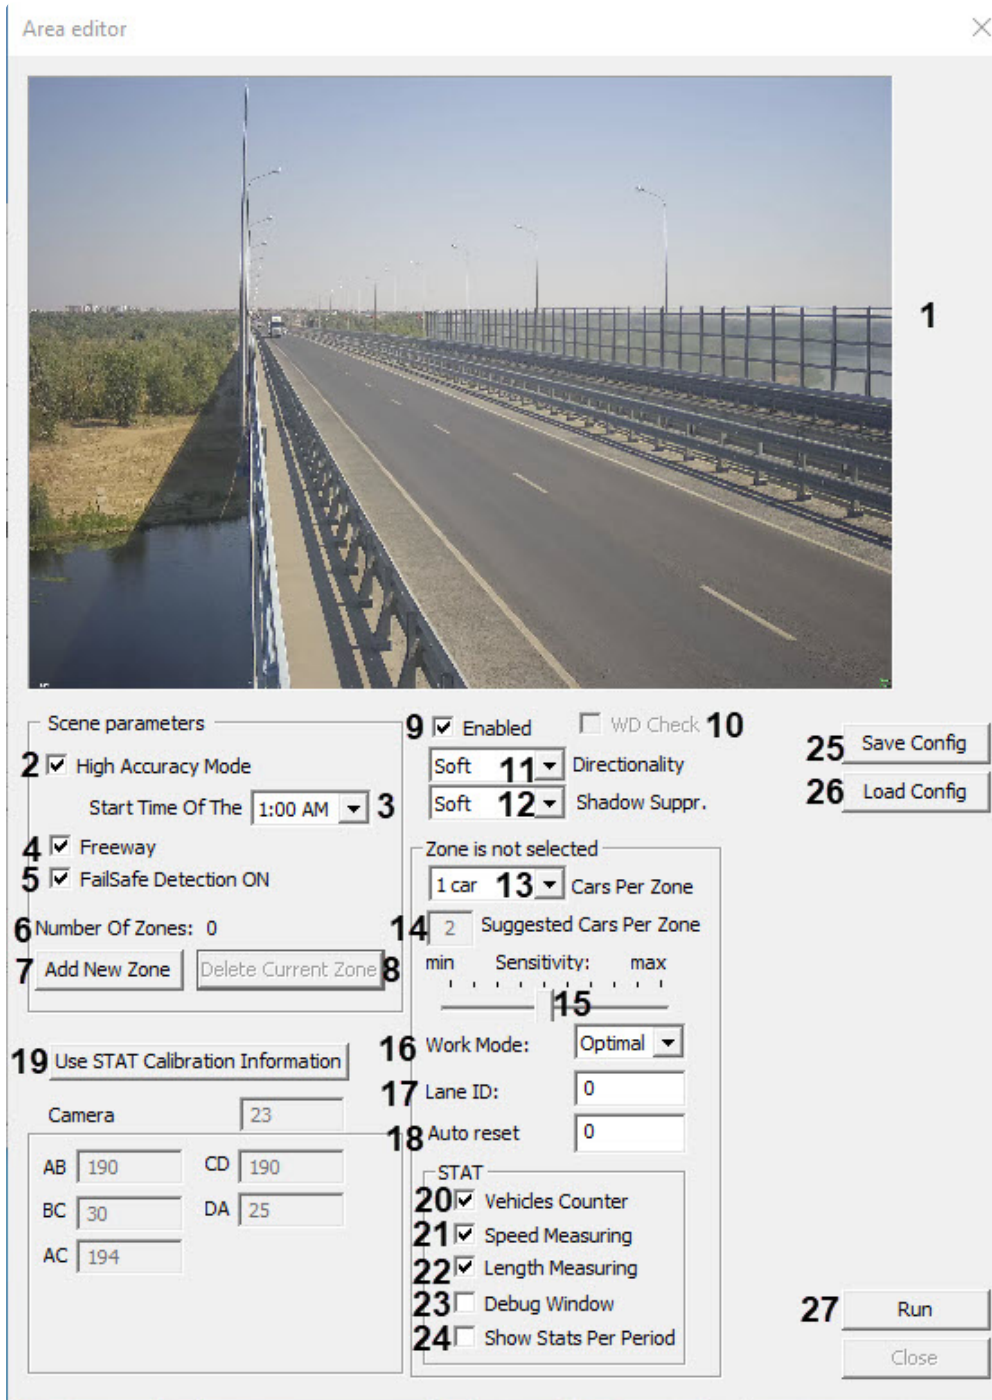 Area editor
1
Scene parameters
2 High Accuracy Mode
Start Time Of The 1:00 AM 3
4 Freeway
5 FailSafe Detection ON
6 Number Of Zones: 0
7 Add New Zone Delete Current Zone 8
9 Enabled WD Check 10
Soft 11 Directionality
Soft 12 Shadow Suppr.
25 Save Config
26 Load Config
Zone is not selected
1 car 13 Cars Per Zone
14 2 Suggested Cars Per Zone
min Sensitivity: max
15
16 Work Mode: Optimal
17 Lane ID: 0
18 Auto reset 0
19 Use STAT Calibration Information
Camera 23
AB 190 CD 190
BC 30 DA 25
AC 194
STAT
20 Vehicles Counter
21 Speed Measuring
22 Length Measuring
23 Debug Window
24 Show Stats Per Period
27 Run
Close